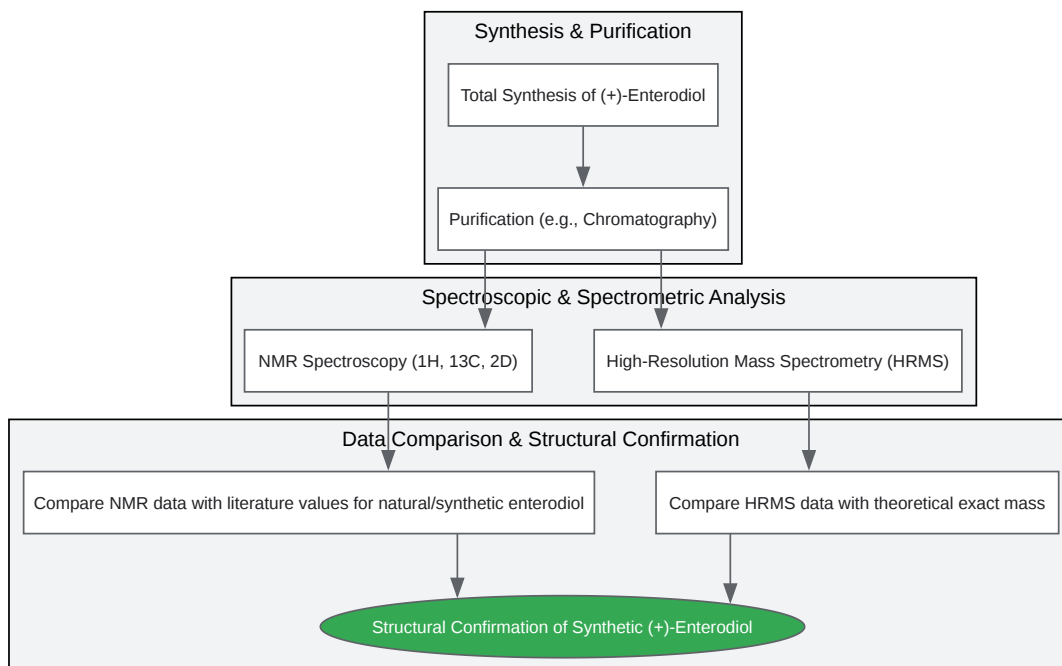 Synthesis & Purification
Total Synthesis of (+)-Enterodiol
Purification (e.g., Chromatography)
Spectroscopic & Spectrometric Analysis
NMR Spectroscopy (1H, 13C, 2D)
High-Resolution Mass Spectrometry (HRMS)
Data Comparison & Structural Confirmation
Compare NMR data with literature values for natural/synthetic enterodiol
Compare HRMS data with theoretical exact mass
Structural Confirmation of Synthetic (+)-Enterodiol